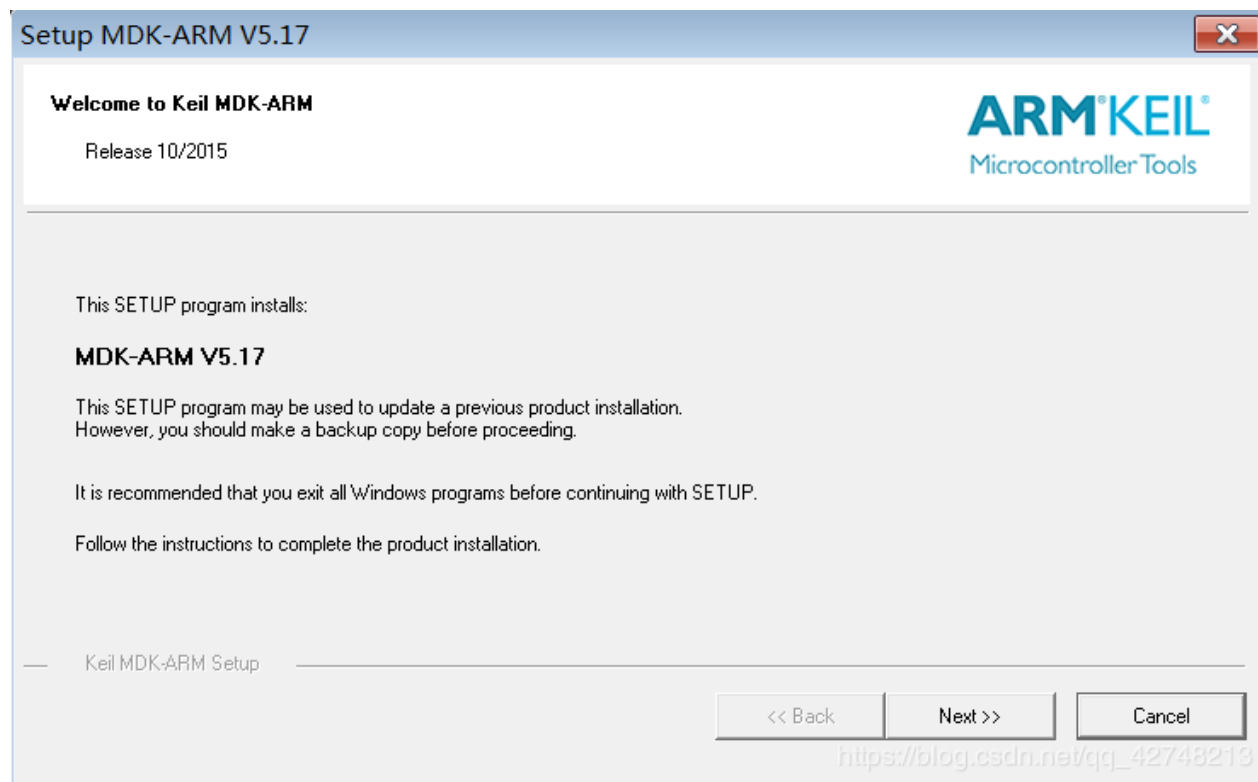 Setup MDK-ARM V5.17
Welcome to Keil MDK-ARM
Release 10/2015
ARM®KEIL®
Microcontroller Tools
This SETUP program installs:
MDK-ARM V5.17
This SETUP program may be used to update a previous product installation.
However, you should make a backup copy before proceeding.
It is recommended that you exit all Windows programs before continuing with SETUP.
Follow the instructions to complete the product installation.
Keil MDK-ARM Setup
<< Back
Next >>
Cancel
https://blog.csdn.net/qq_42748213